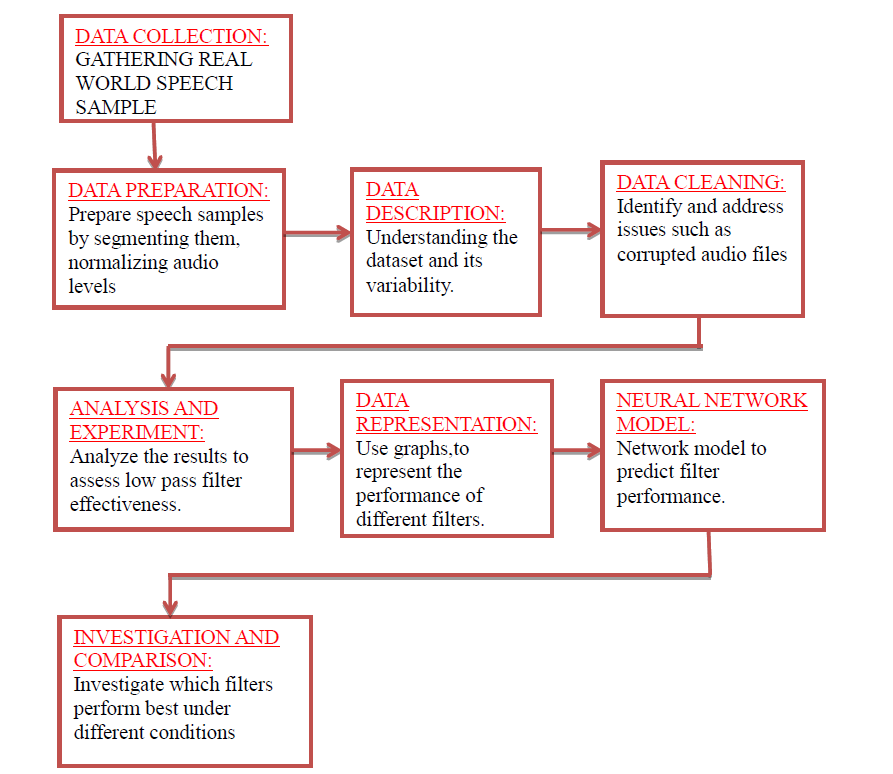 DATA COLLECTION:
GATHERING REAL
WORLD SPEECH
SAMPLE
DATA PREPARATION:
Prepare speech samples
by segmenting them,
normalizing audio
levels
DATA
DESCRIPTION:
Understanding the
dataset and its
variability.
DATA CLEANING:
Identify and address
issues such as
corrupted audio files
ANALYSIS AND
EXPERIMENT:
Analyze the results to
assess low pass filter
effectiveness.
DATA
REPRESENTATION:
Use graphs,to
represent the
performance of
different filters.
NEURAL NETWORK
MODEL:
Network model to
predict filter
performance.
INVESTIGATION AND
COMPARISON:
Investigate which filters
perform best under
different conditions